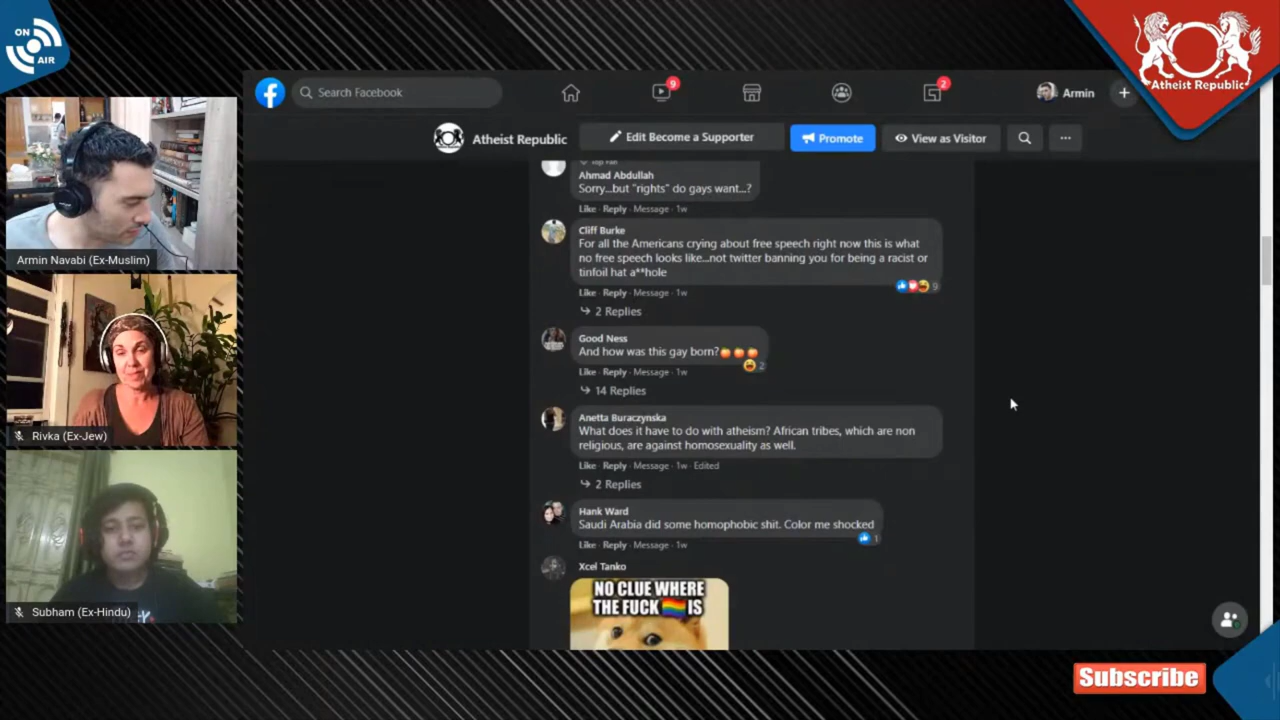 ON
AIR
Armin Navabi (Ex-Muslim)
Rivka (Ex-Jew)
Subham (Ex-Hindu)
Atheist Republic
Search Facebook
9
2
Armin
Atheist Republic
Edit Become a Supporter
Promote
View as Visitor
Ahmad Abdullah
Sorry...but "rights" do gays want...?
Like · Reply · Message · 1w
Cliff Burke
For all the Americans crying about free speech right now this is what
no free speech looks like...not twitter banning you for being a racist or
tinfoil hat a**hole
9
Like · Reply · Message · 1w
2 Replies
Good Ness
And how was this gay born?🍊🍊🍊
2
Like · Reply · Message · 1w
14 Replies
Anetta Buraczynska
What does it have to do with atheism? African tribes, which are non
religious, are against homosexuality as well.
Like · Reply · Message · 1w · Edited
2 Replies
Hank Ward
Saudi Arabia did some homophobic shit. Color me shocked
1
Like · Reply · Message · 1w
Xcel Tanko
NO CLUE WHERE
THE FUCK 🏳️‍🌈 IS
Subscribe